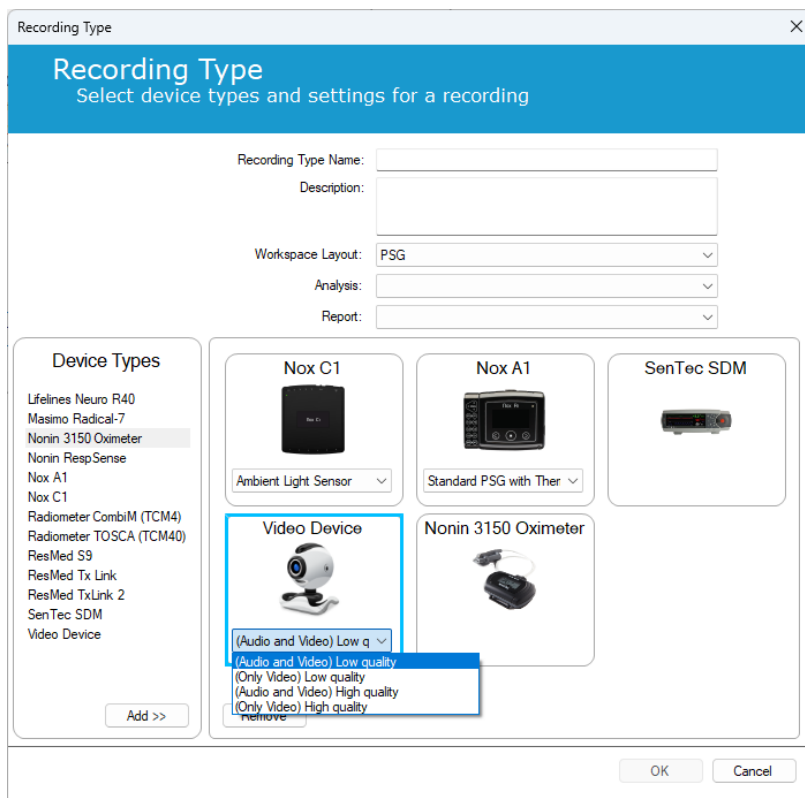 Recording Type
Recording Type
Select device types and settings for a recording
Recording Type Name:
Description:
Workspace Layout: PSG
Analysis:
Report:
Device Types
Lifelines Neuro R40
Masimo Radical-7
Nonin 3150 Oximeter
Nonin RespSense
Nox A1
Nox C1
Radiometer CombiM (TCM4)
Radiometer TOSCA (TCM40)
ResMed S9
ResMed Tx Link
ResMed TxLink 2
SenTec SDM
Video Device
Add >>
Nox C1
Nox C1
Ambient Light Sensor
Nox A1
Nox A1
Standard PSG with Ther
SenTec SDM
Video Device
(Audio and Video) Low q
(Audio and Video) Low quality
(Only Video) Low quality
(Audio and Video) High quality
(Only Video) High quality
Nonin 3150 Oximeter
Remove
OK
Cancel